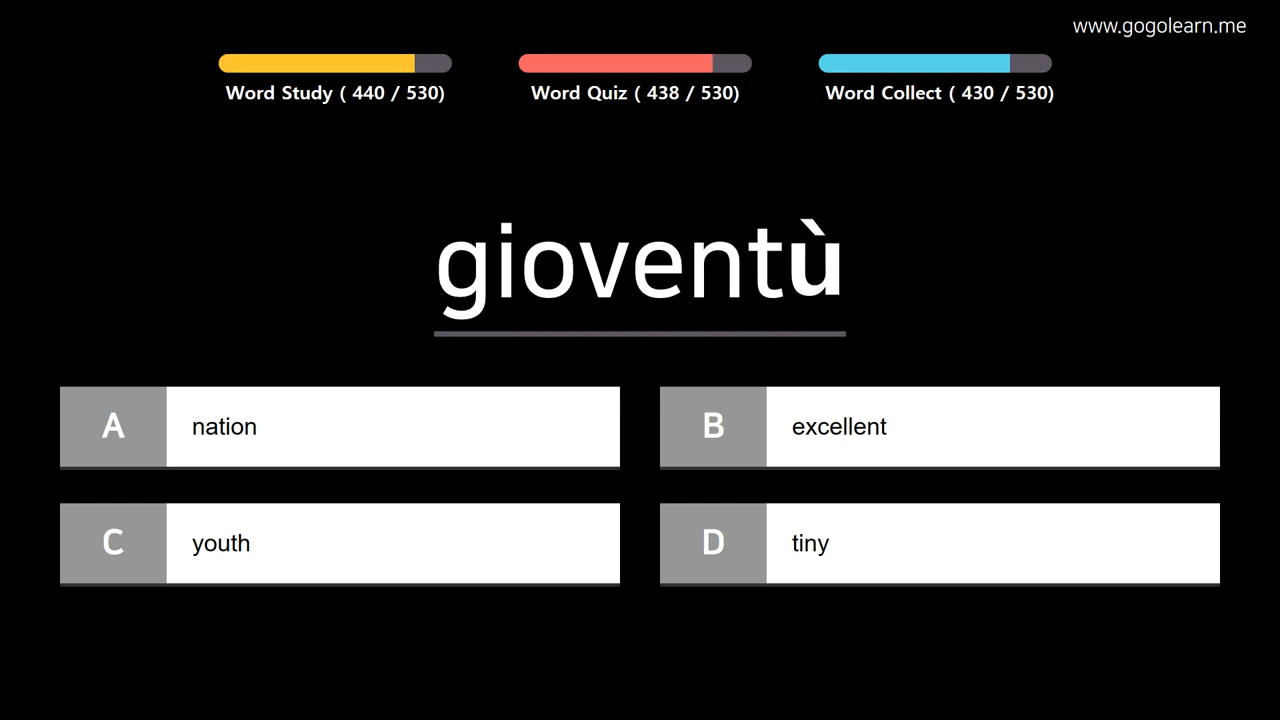 www.gogolearn.me
Word Study ( 440 / 530)
Word Quiz ( 438 / 530)
Word Collect ( 430 / 530)
gioventù
A nation
B excellent
C youth
D tiny